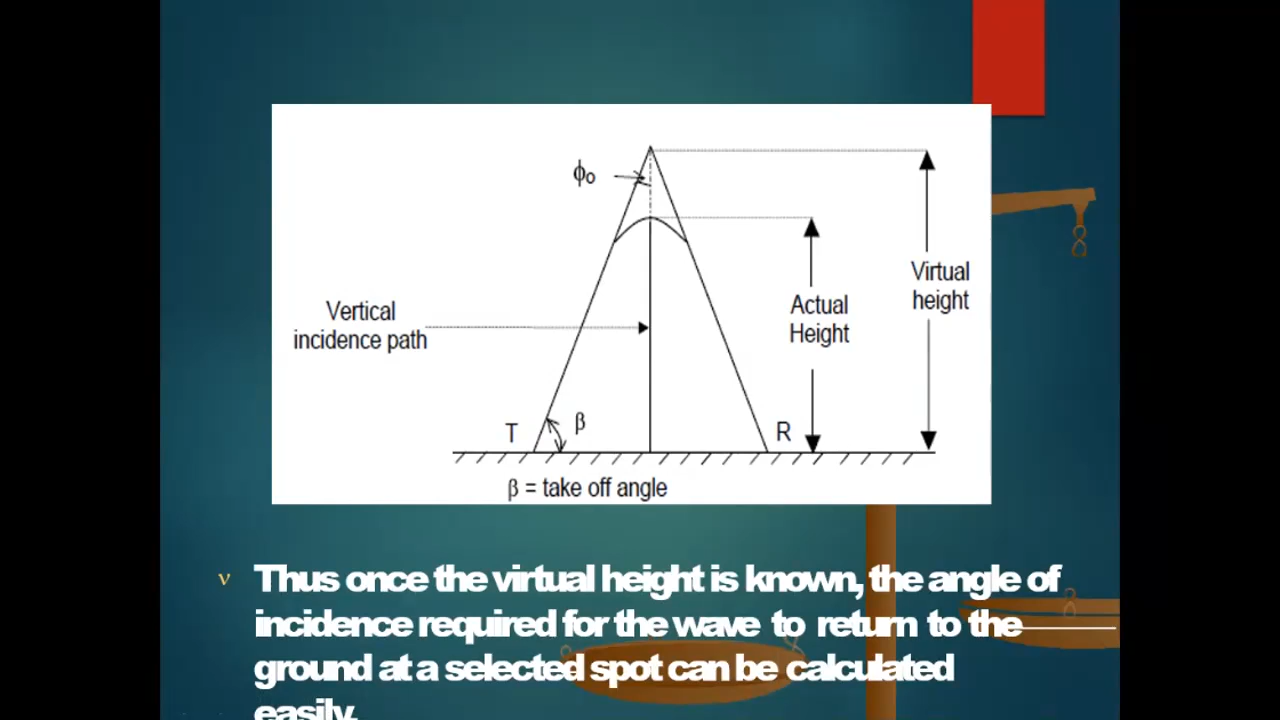 ϕo
Virtual
height
Actual
Height
Vertical
incidence path
T
β
R
β = take off angle
Thus once the virtual height is known, the angle of
incidence required for the wave to return to the
ground at a selected spot can be calculated
easily.